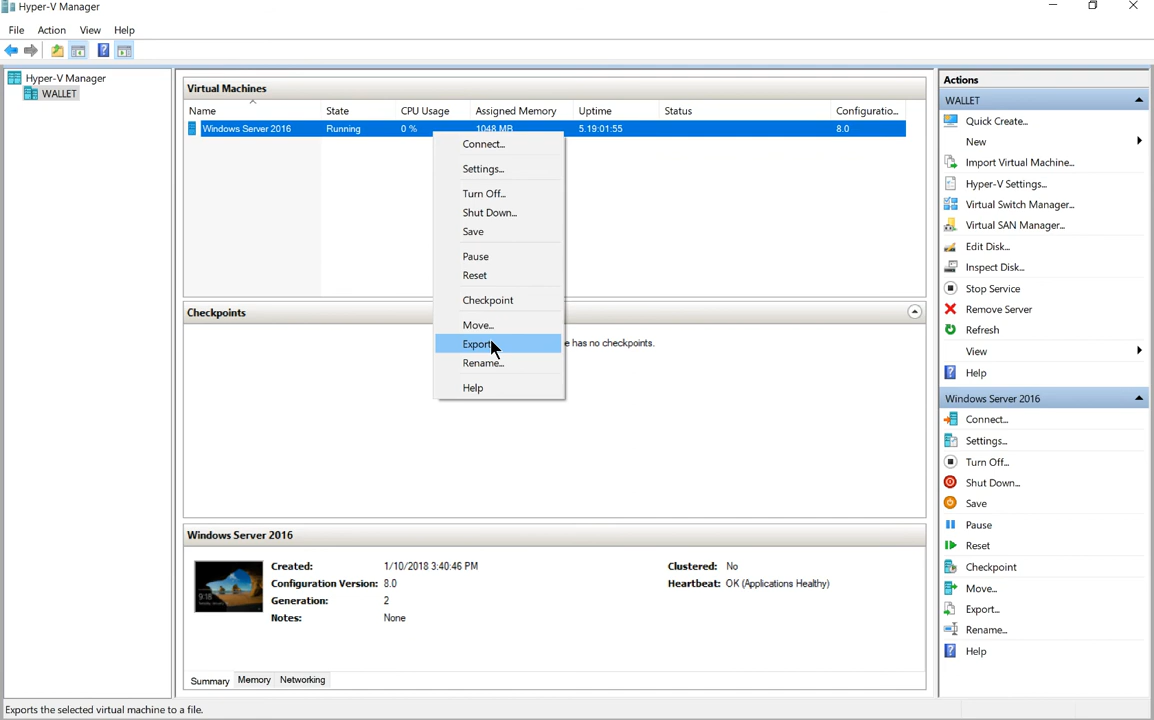 Hyper-V Manager
File Action View Help
Hyper-V Manager
WALLET
Virtual Machines
Name State CPU Usage Assigned Memory Uptime Status Configuratio...
Windows Server 2016 Running 0 % 1048 MB 5.19:01:55 8.0
Connect...
Settings...
Turn Off...
Shut Down...
Save
Pause
Reset
Checkpoint
Move...
Export
Rename...
Help
Checkpoints
e has no checkpoints.
Windows Server 2016
Created: 1/10/2018 3:40:46 PM Clustered: No
Configuration Version: 8.0 Heartbeat: OK (Applications Healthy)
Generation: 2
Notes: None
9:18
Summary Memory Networking
Actions
WALLET
Quick Create...
New
Import Virtual Machine...
Hyper-V Settings...
Virtual Switch Manager...
Virtual SAN Manager...
Edit Disk...
Inspect Disk...
Stop Service
Remove Server
Refresh
View
Help
Windows Server 2016
Connect...
Settings...
Turn Off...
Shut Down...
Save
Pause
Reset
Checkpoint
Move...
Export...
Rename...
Help
Exports the selected virtual machine to a file.